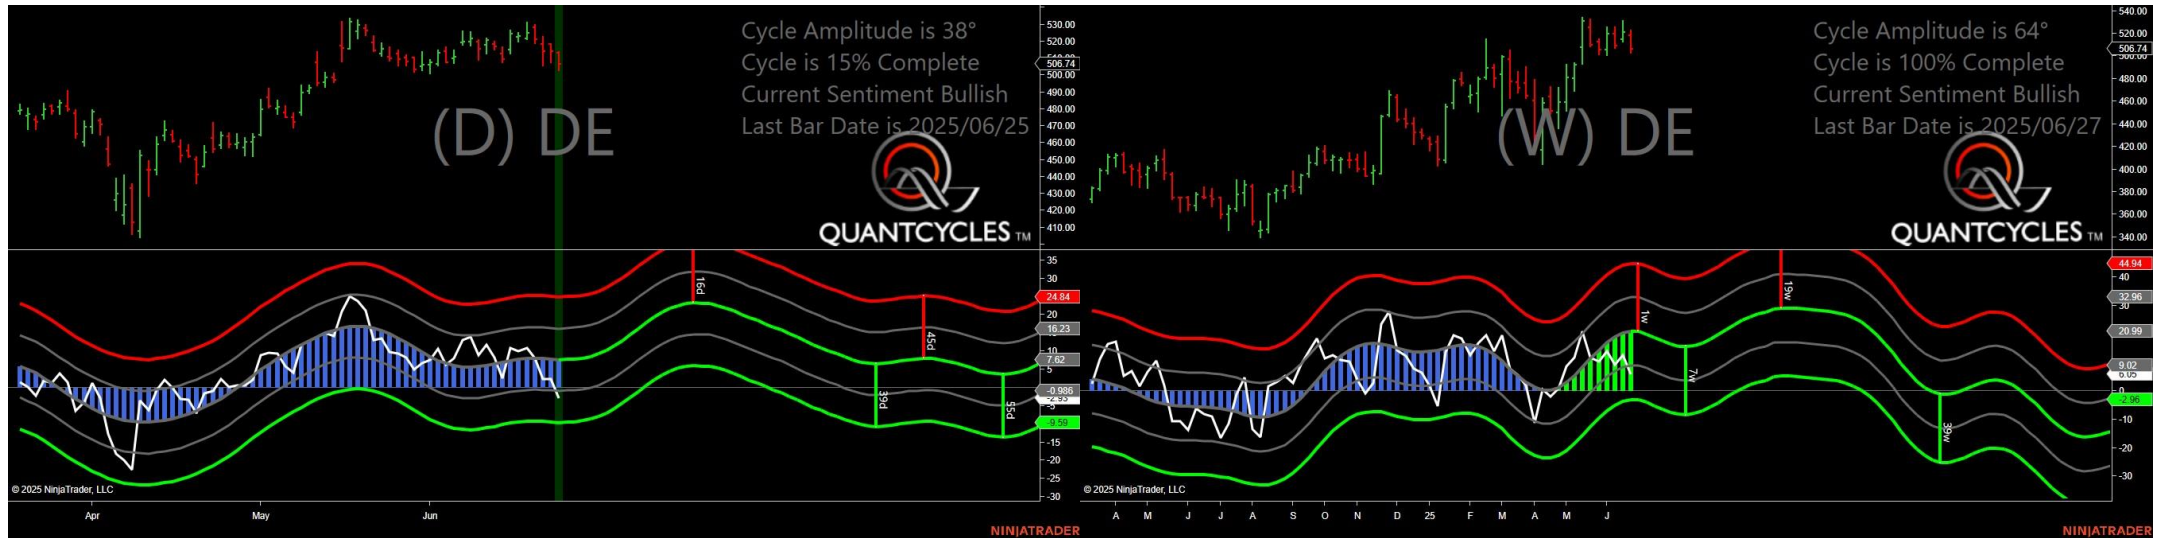 Cycle Amplitude is 38°
Cycle is 15% Complete
Current Sentiment Bullish
Last Bar Date is 2025/06/25
(D) DE
QUANTCYCLES TM
530.00
520.00
506.74
500.00
490.00
480.00
470.00
460.00
450.00
440.00
430.00
420.00
410.00
35
30
24.84
20
16.23
10
7.62
5
-0.986
-2.93
-5
-9.59
-15
-20
-25
-30
16d
45d
39d
55d
© 2025 NinjaTrader, LLC
Apr May Jun
NINJATRADER
Cycle Amplitude is 64°
Cycle is 100% Complete
Current Sentiment Bullish
Last Bar Date is 2025/06/27
(W) DE
QUANTCYCLES TM
540.00
520.00
506.74
500.00
480.00
460.00
440.00
420.00
400.00
380.00
360.00
340.00
44.94
40
32.96
30
20.99
9.02
6.05
0
-2.96
-10
-20
-30
1w
19w
7w
39w
© 2025 NinjaTrader, LLC
A M J J A S O N D 25 F M A M J
NINJATRADER